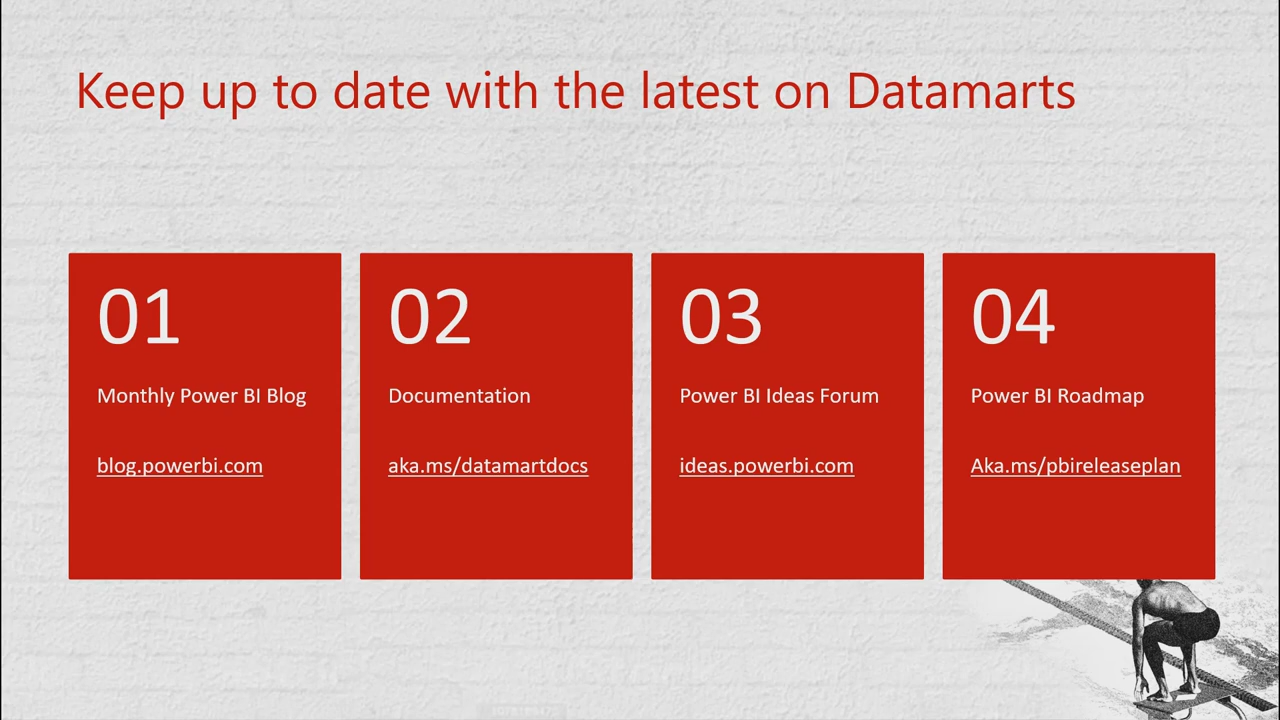 Keep up to date with the latest on Datamarts
01
Monthly Power BI Blog
blog.powerbi.com
02
Documentation
aka.ms/datamartdocs
03
Power BI Ideas Forum
ideas.powerbi.com
04
Power BI Roadmap
Aka.ms/pbireleaseplan